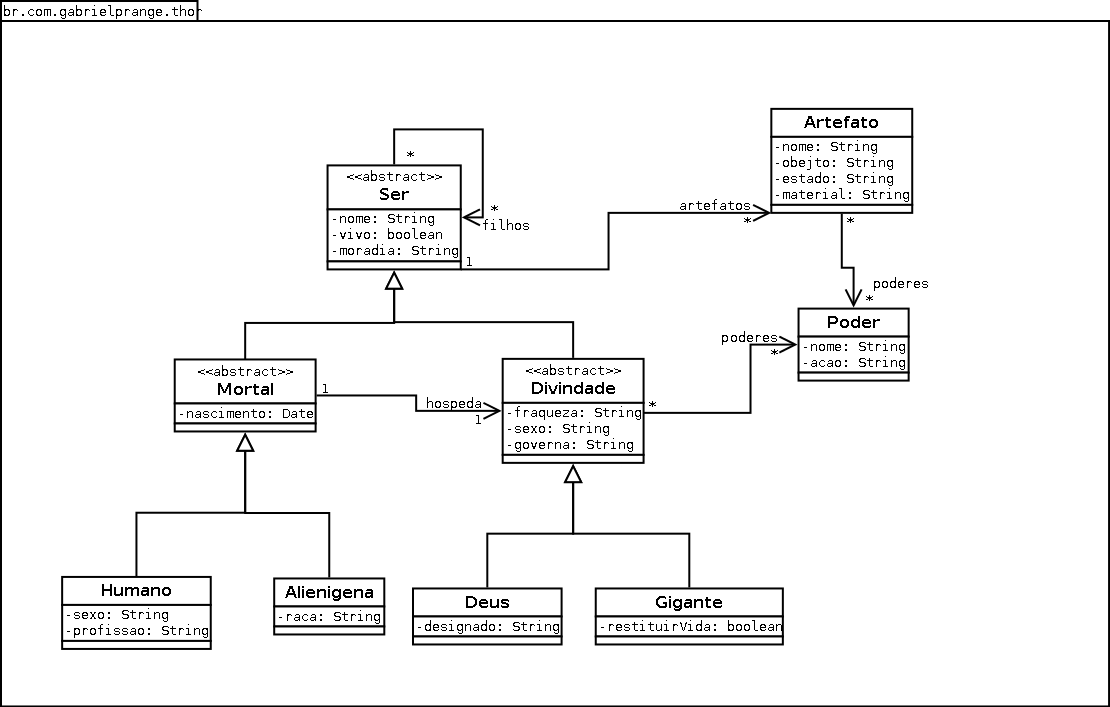 br.com.gabrielprange.thor
Artefato
-nome: String
-obejto: String
-estado: String
-material: String
*
<<abstract>>
Ser
-nome: String
-vivo: boolean
-moradia: String
*
filhos
1
artefatos
*
*
poderes
*
Poder
-nome: String
-acao: String
<<abstract>>
Mortal
-nascimento: Date
1
hospeda
1
<<abstract>>
Divindade
-fraqueza: String
-sexo: String
-governa: String
*
poderes
*
Humano
-sexo: String
-profissao: String
Alienigena
-raca: String
Deus
-designado: String
Gigante
-restituirVida: boolean